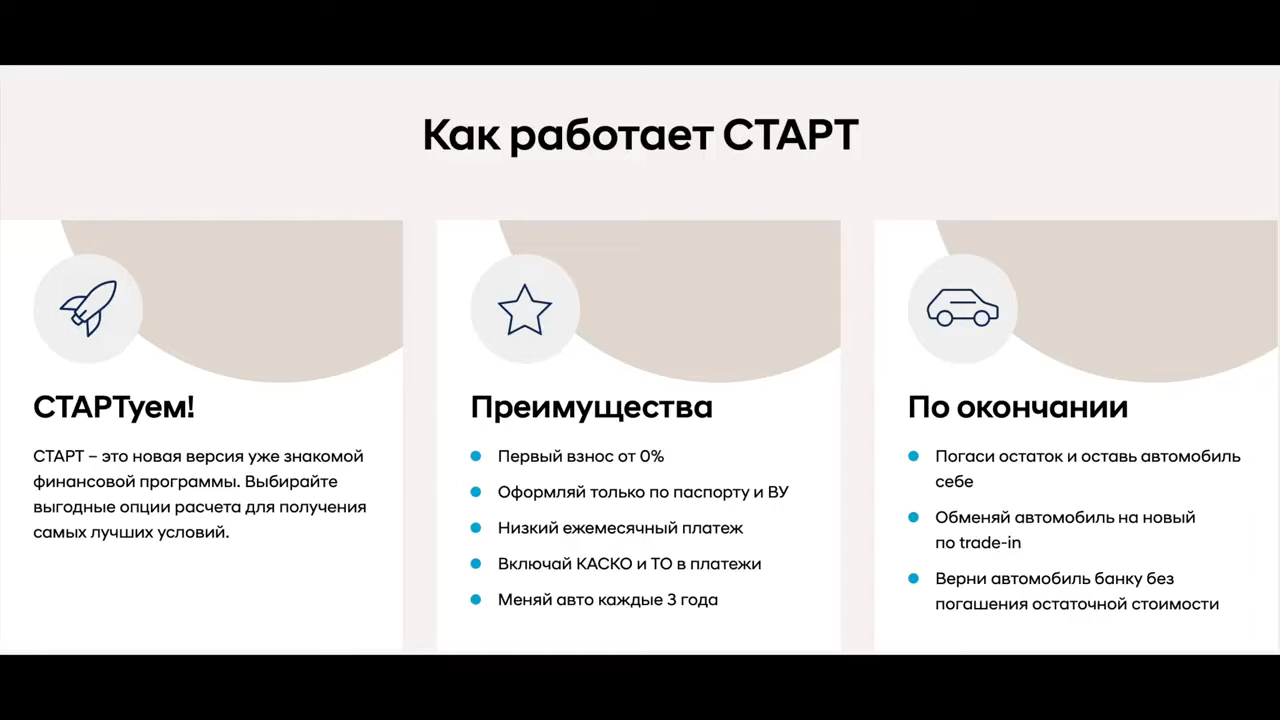 Как работает СТАРТ
СТАРТуем!
СТАРТ – это новая версия уже знакомой
финансовой программы. Выбирайте
выгодные опции расчета для получения
самых лучших условий.
Преимущества
Первый взнос от 0%
Оформляй только по паспорту и ВУ
Низкий ежемесячный платеж
Включай КАСКО и ТО в платежи
Меняй авто каждые 3 года
По окончании
Погаси остаток и оставь автомобиль
себе
Обменяй автомобиль на новый
по trade-in
Верни автомобиль банку без
погашения остаточной стоимости